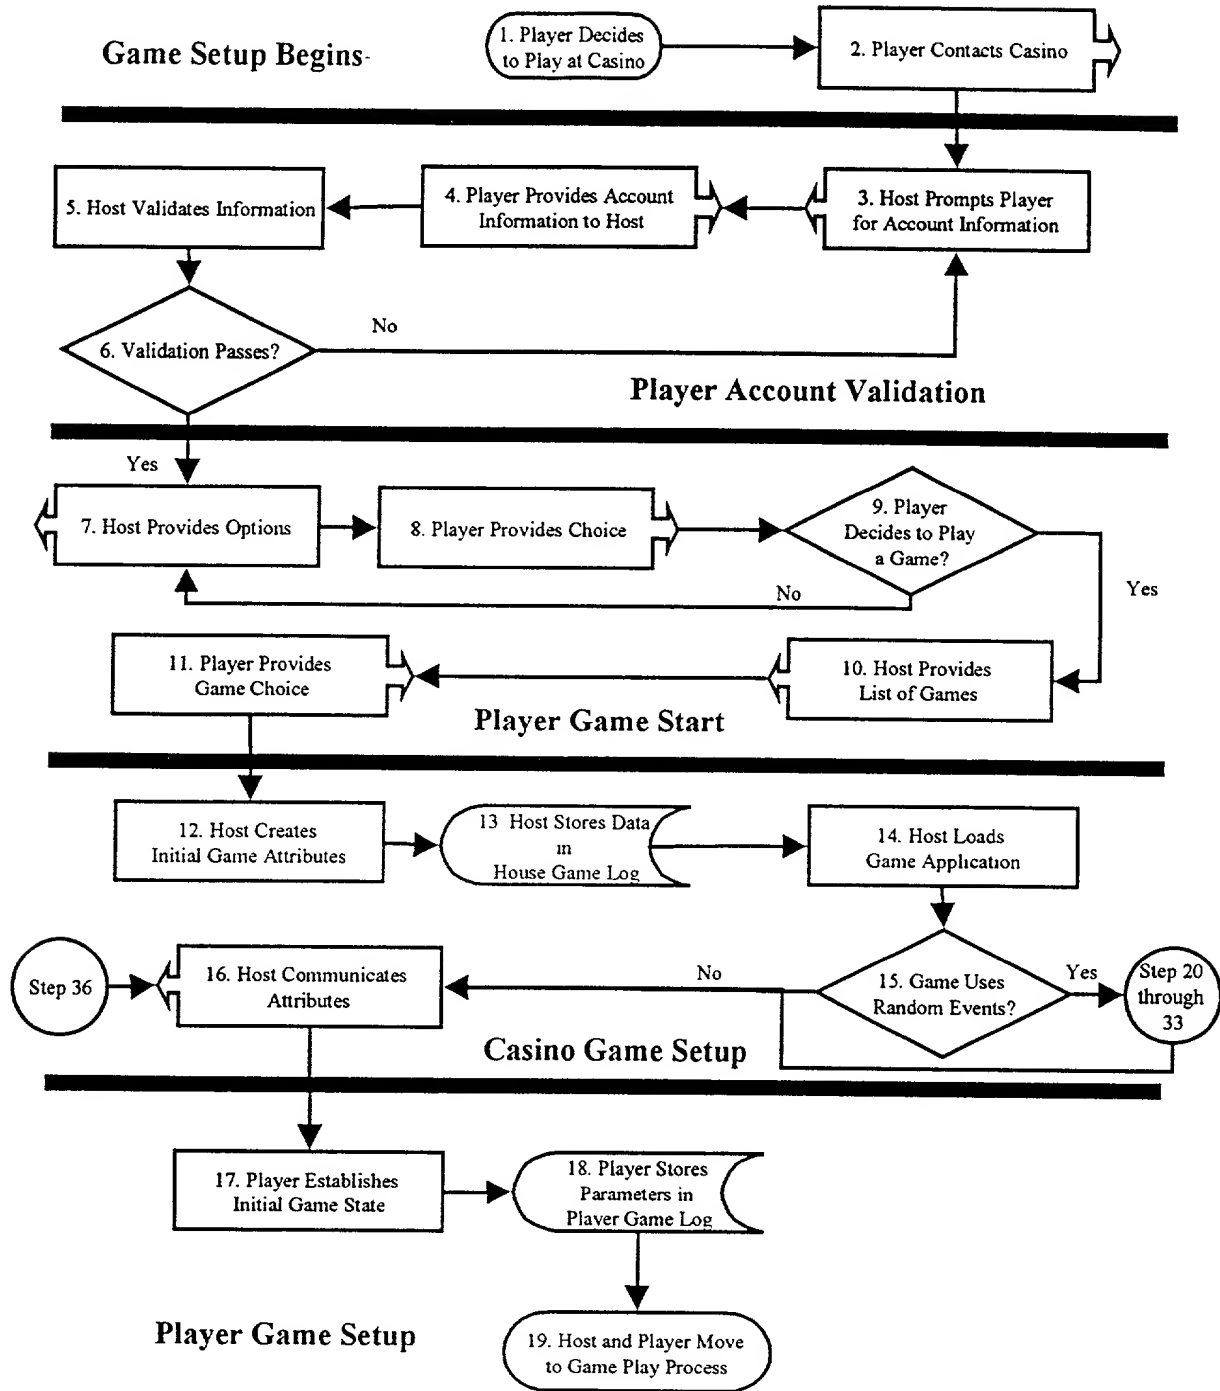 Game Setup Begins-
1. Player Decides
to Play at Casino
2. Player Contacts Casino
5. Host Validates Information
4. Player Provides Account
Information to Host
3. Host Prompts Player
for Account Information
No
6. Validation Passes?
Player Account Validation
Yes
7. Host Provides Options
8. Player Provides Choice
9. Player
Decides to Play
a Game?
No
Yes
11. Player Provides
Game Choice
10. Host Provides
List of Games
Player Game Start
12. Host Creates
Initial Game Attributes
13 Host Stores Data
in
House Game Log
14. Host Loads
Game Application
Step 36
16. Host Communicates
Attributes
No
15. Game Uses
Random Events?
Yes
Step 20
through
33
Casino Game Setup
17. Player Establishes
Initial Game State
18. Player Stores
Parameters in
Player Game Log
Player Game Setup
19. Host and Player Move
to Game Play Process